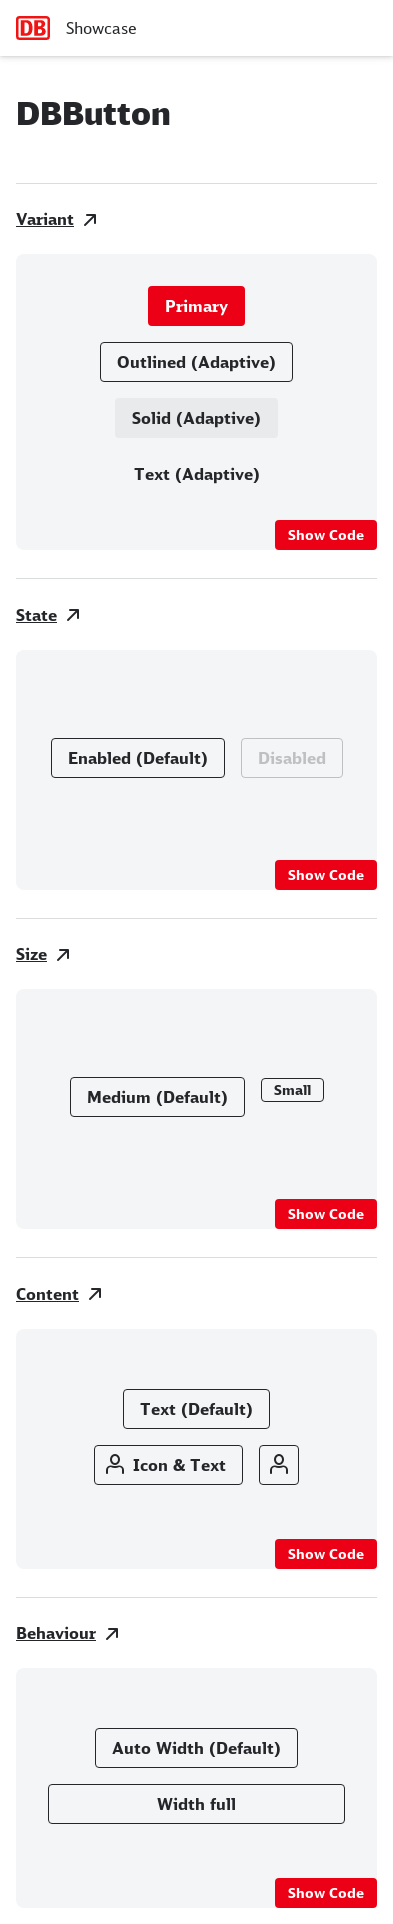 DB Showcase
DBButton
Variant
Primary
Outlined (Adaptive)
Solid (Adaptive)
Text (Adaptive)
Show Code
State
Enabled (Default) Disabled
Show Code
Size
Medium (Default) Small
Show Code
Content
Text (Default)
Icon & Text
Show Code
Behaviour
Auto Width (Default)
Width full
Show Code